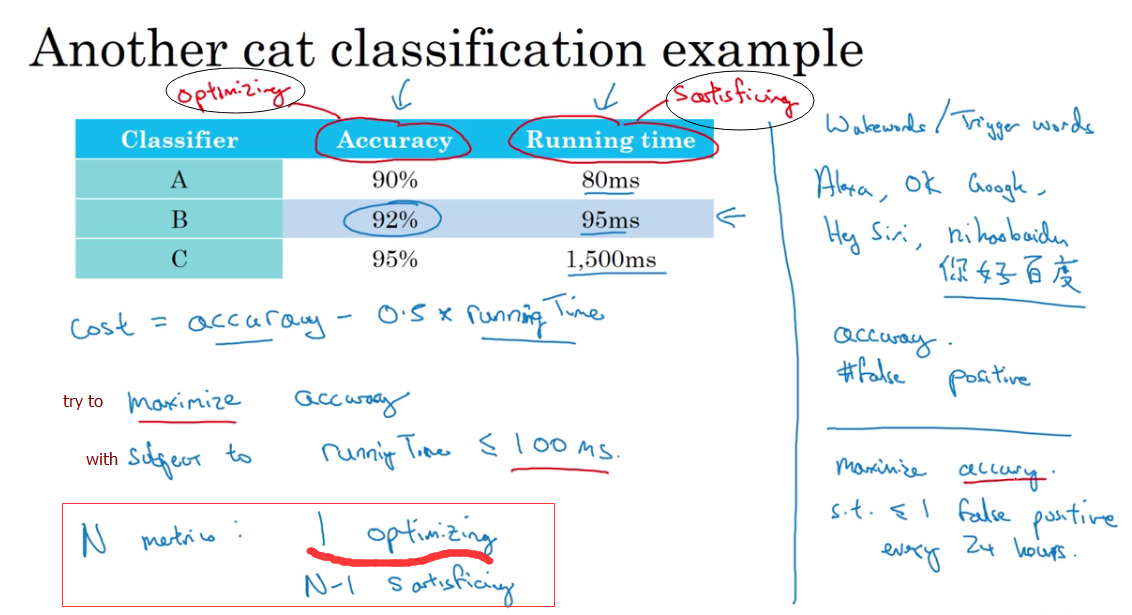 Another cat classification example
optimizing
Satisficing
Classifier Accuracy Running time
A 90% 80ms
B 92% 95ms
C 95% 1,500ms
Cost = accuracy - 0.5 x running Time
try to maximize accuracy
with subject to running Time ≤ 100 ms.
N metrics: 1 optimizing
N-1 satisficing
Wakewords / Trigger words
Alexa, OK Google,
Hey Siri, nihaobaidu
你好百度
accuracy.
#false positive
Maximize accuracy.
s.t. ≤ 1 false positive
every 24 hours.